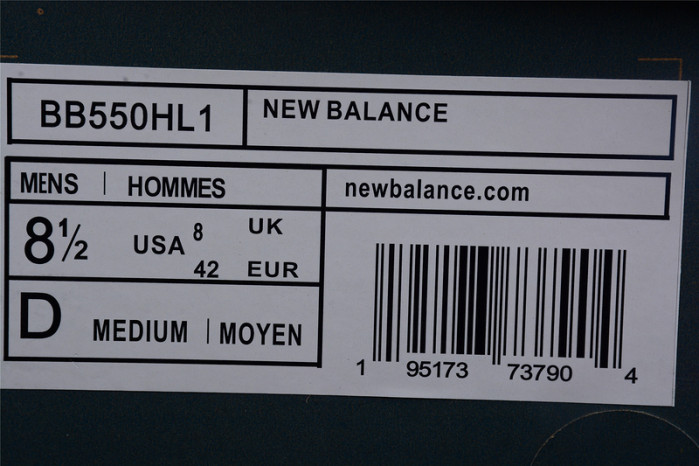 BB550HL1 NEW BALANCE
MENS | HOMMES newbalance.com
8½ USA 8 UK
42 EUR
D MEDIUM | MOYEN
1 95173 73790 4